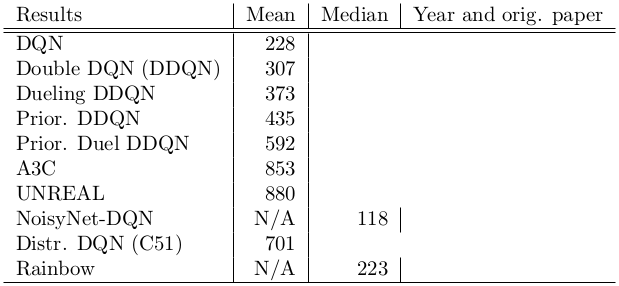 Results Mean Median Year and orig. paper
DQN 228
Double DQN (DDQN) 307
Dueling DDQN 373
Prior. DDQN 435
Prior. Duel DDQN 592
A3C 853
UNREAL 880
NoisyNet-DQN N/A 118
Distr. DQN (C51) 701
Rainbow N/A 223